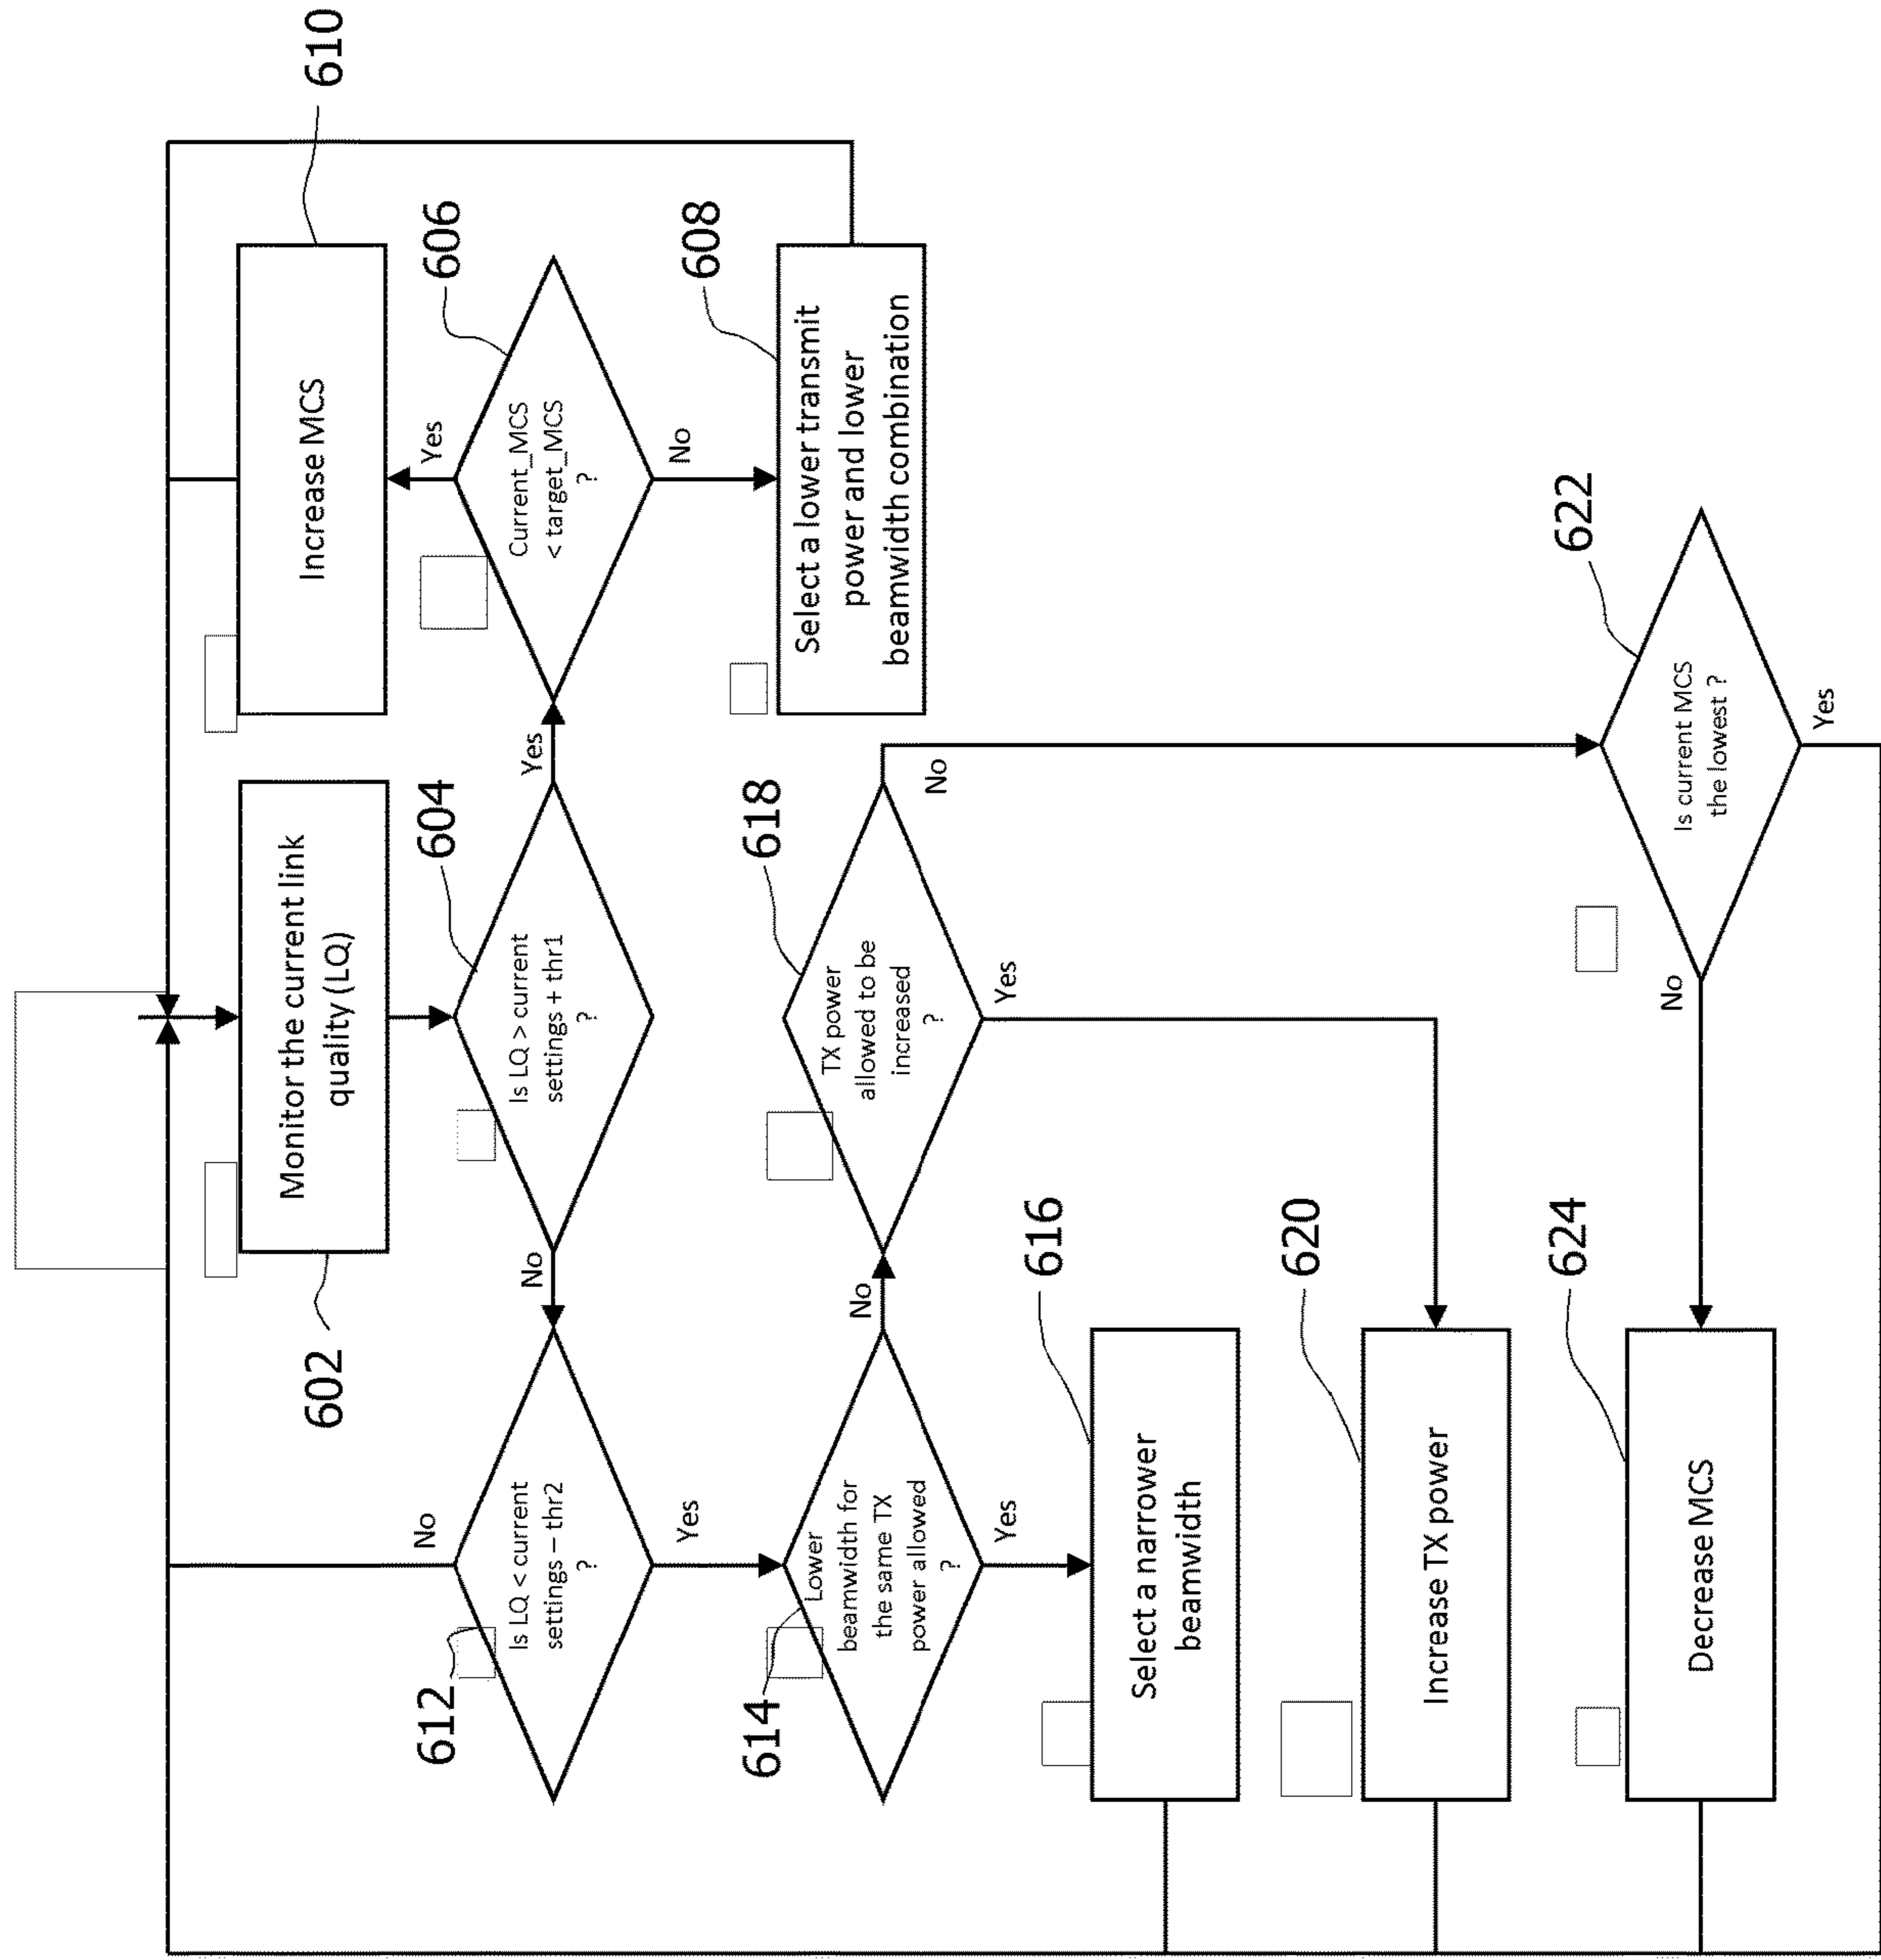 602
Monitor the current link
quality (LQ)
604
Is LQ > current
settings + thr1
?
Yes
No
606
Current_MCS
< target_MCS
?
Yes
No
610
Increase MCS
608
Select a lower transmit
power and lower
beamwidth combination
612
Is LQ < current
settings – thr2
?
No
Yes
614
Lower
beamwidth for
the same TX
power allowed
?
No
Yes
618
TX power
allowed to be
increased
?
No
Yes
616
Select a narrower
beamwidth
620
Increase TX power
622
Is current MCS
the lowest ?
No
Yes
624
Decrease MCS